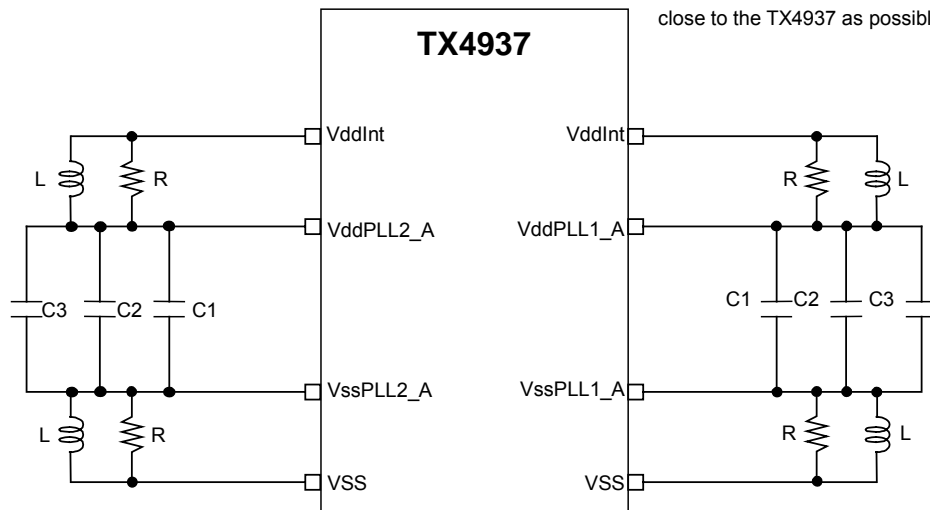 close to the TX4937 as possibl
TX4937
VddInt
VddInt
L
R
R
L
VddPLL2_A
VddPLL1_A
C3
C2
C1
C1
C2
C3
VssPLL2_A
VssPLL1_A
L
R
R
L
VSS
VSS